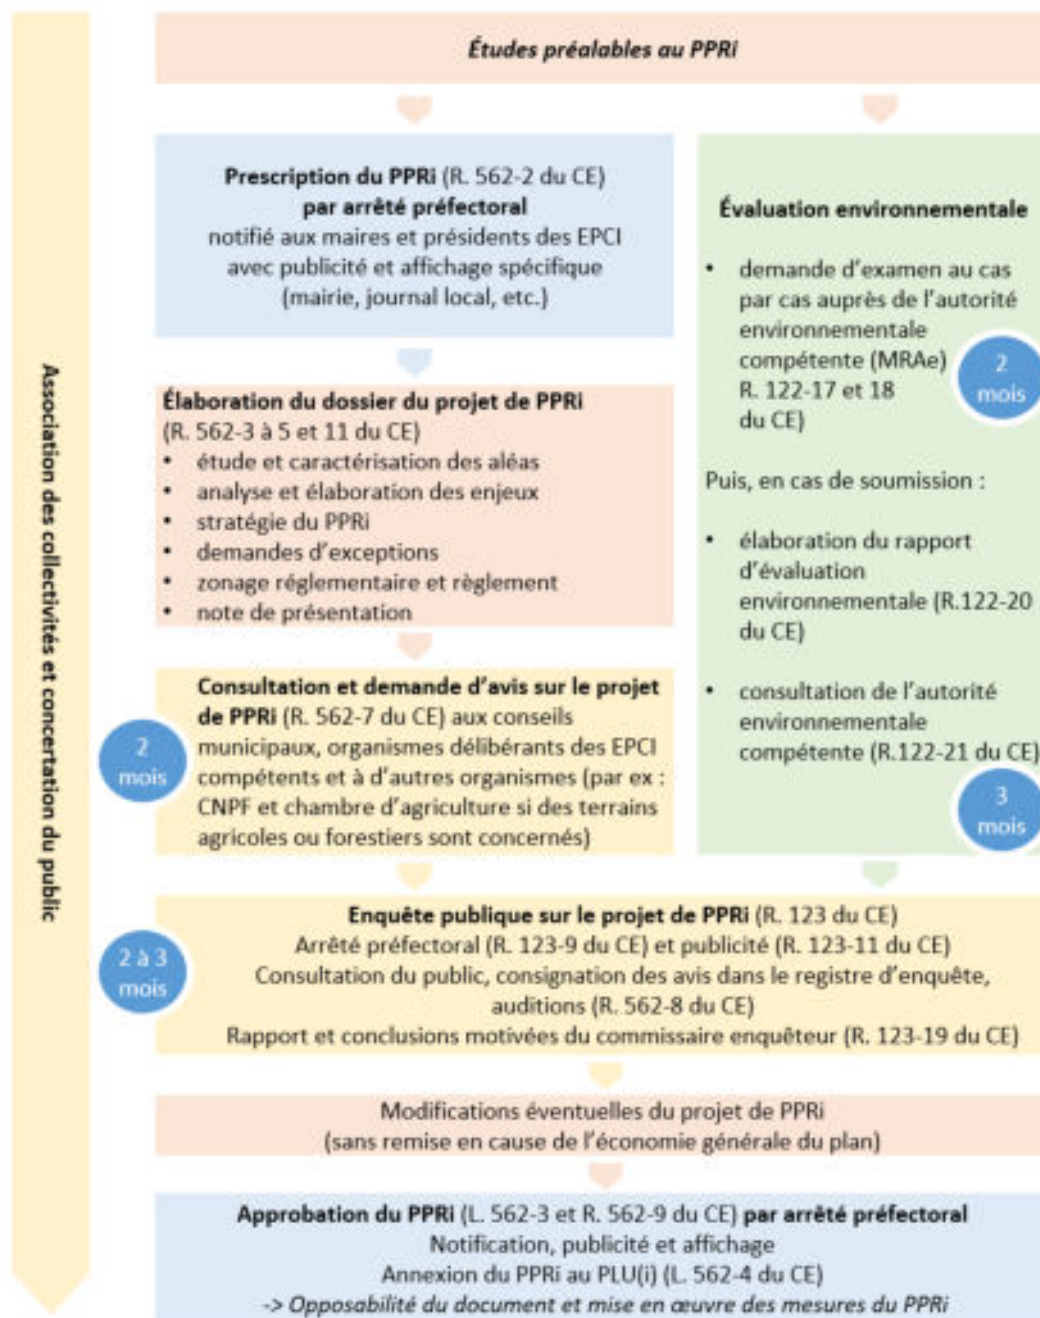 Études préalables au PPRi
Prescription du PPRi (R. 562-2 du CE)
par arrêté préfectoral
notifié aux maires et présidents des EPCI
avec publicité et affichage spécifique
(mairie, journal local, etc.)
Évaluation environnementale
• demande d'examen au cas
par cas auprès de l'autorité
environnementale
compétente (MRAe)
R. 122-17 et 18
du CE)
2
mois
Puis, en cas de soumission :
• élaboration du rapport
d'évaluation
environnementale (R.122-20
du CE)
• consultation de l'autorité
environnementale
compétente (R.122-21 du CE)
3
mois
Association des collectivités et concertation du public
Élaboration du dossier du projet de PPRi
(R. 562-3 à 5 et 11 du CE)
• étude et caractérisation des aléas
• analyse et élaboration des enjeux
• stratégie du PPRi
• demandes d'exceptions
• zonage réglementaire et règlement
• note de présentation
2
mois
Consultation et demande d'avis sur le projet
de PPRi (R. 562-7 du CE) aux conseils
municipaux, organismes délibérants des EPCI
compétents et à d'autres organismes (par ex :
CNPF et chambre d'agriculture si des terrains
agricoles ou forestiers sont concernés)
2 à 3
mois
Enquête publique sur le projet de PPRi (R. 123 du CE)
Arrêté préfectoral (R. 123-9 du CE) et publicité (R. 123-11 du CE)
Consultation du public, consignation des avis dans le registre d'enquête,
auditions (R. 562-8 du CE)
Rapport et conclusions motivées du commissaire enquêteur (R. 123-19 du CE)
Modifications éventuelles du projet de PPRi
(sans remise en cause de l'économie générale du plan)
Approbation du PPRi (L. 562-3 et R. 562-9 du CE) par arrêté préfectoral
Notification, publicité et affichage
Annexion du PPRi au PLU(i) (L. 562-4 du CE)
-> Opposabilité du document et mise en œuvre des mesures du PPRi